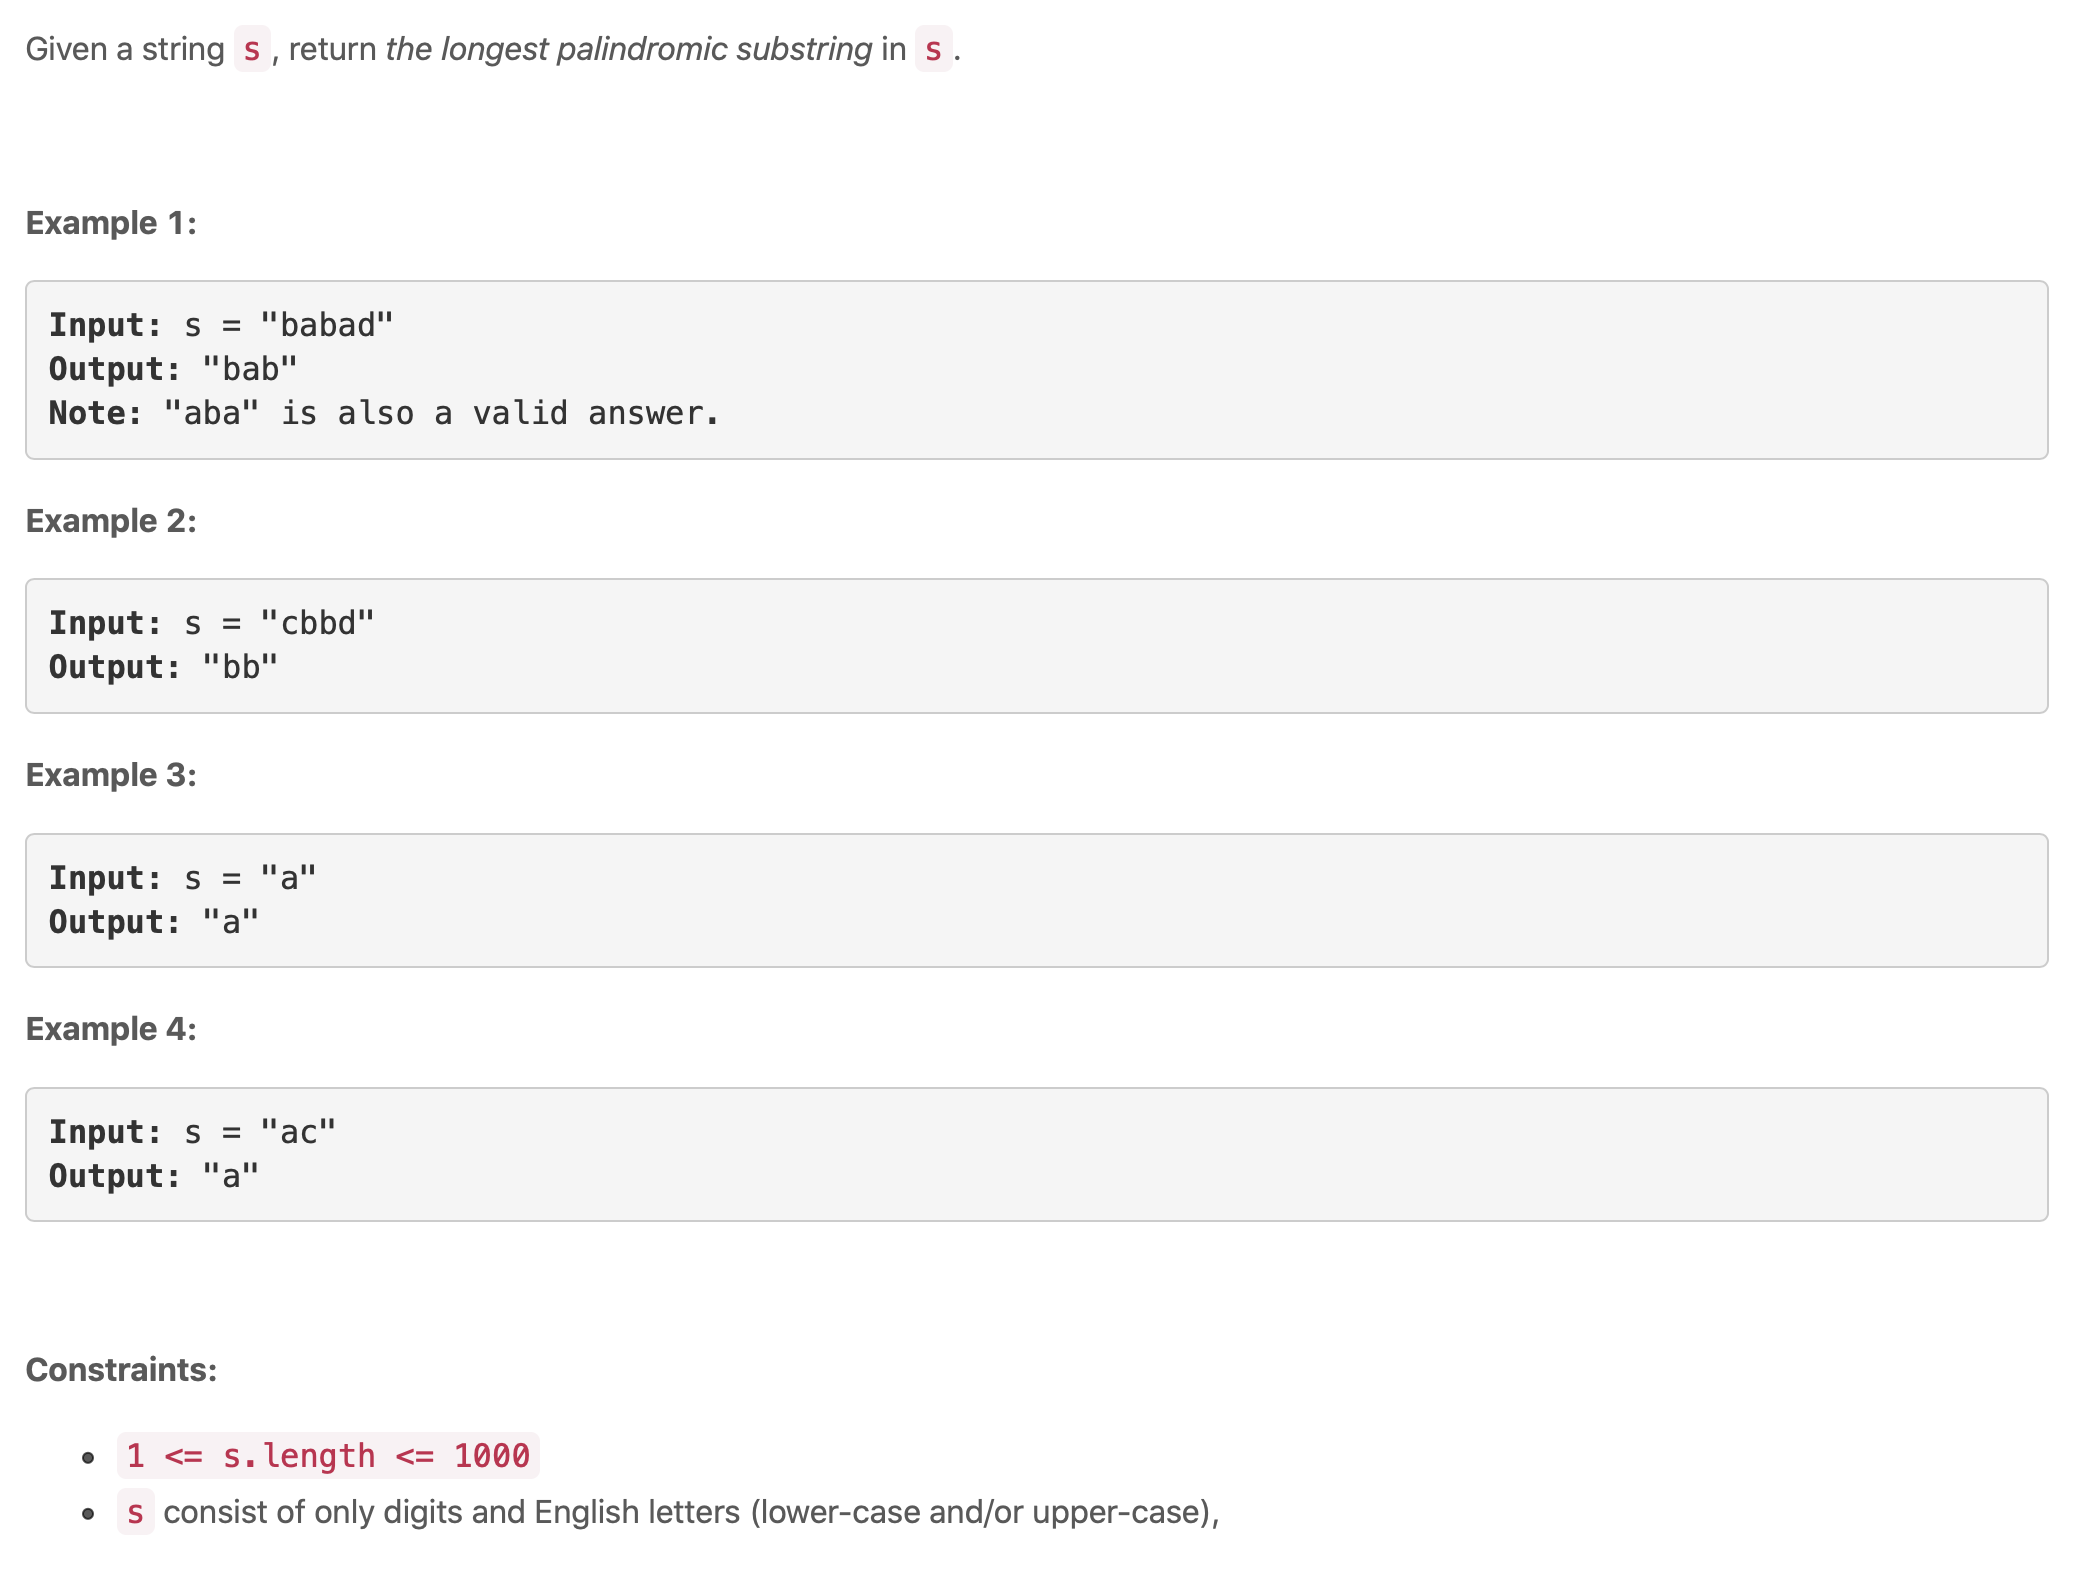 Given a string s, return the longest palindromic substring in s.
Example 1:
Input: s = "babad"
Output: "bab"
Note: "aba" is also a valid answer.
Example 2:
Input: s = "cbbd"
Output: "bb"
Example 3:
Input: s = "a"
Output: "a"
Example 4:
Input: s = "ac"
Output: "a"
Constraints:
1 <= s.length <= 1000
s consist of only digits and English letters (lower-case and/or upper-case),